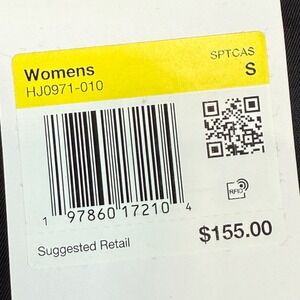 Womens
SPTCAS
HJ0971-010
S
RFID
1 97860 17210 4
Suggested Retail
$155.00